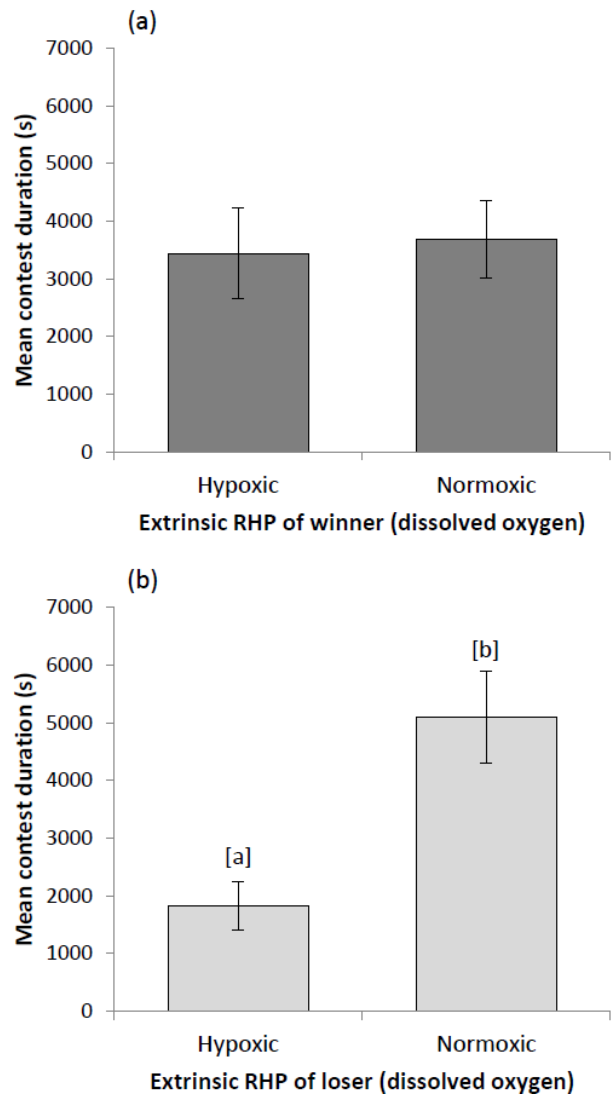 (a)
Mean contest duration (s)
7000
6000
5000
4000
3000
2000
1000
0
Hypoxic Normoxic
Extrinsic RHP of winner (dissolved oxygen)
(b)
Mean contest duration (s)
7000
6000
5000
4000
3000
2000
1000
0
[a]
[b]
Hypoxic Normoxic
Extrinsic RHP of loser (dissolved oxygen)